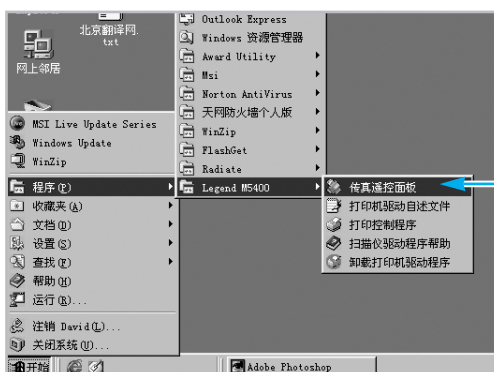 北京翻译网.
txt
网上邻居
MSI Live Update Series
Windows Update
WinZip
程序(P)
收藏夹(A)
文档(D)
设置(S)
查找(F)
帮助(H)
运行(R)...
注销 David(L)...
关闭系统(U)...
开始
Adobe Photoshop
Outlook Express
Windows 资源管理器
Award Utility
Msi
Norton AntiVirus
天网防火墙个人版
WinZip
FlashGet
Radiate
Legend M5400
传真遥控面板
打印机驱动自述文件
打印控制程序
扫描仪驱动程序帮助
卸载打印机驱动程序